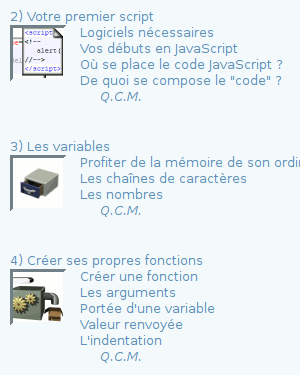 2) Votre premier script
<script>
<!--
alert(
//-->
</script>
Logiciels nécessaires
Vos débuts en JavaScript
Où se place le code JavaScript ?
De quoi se compose le "code" ?
Q.C.M.
3) Les variables
Profiter de la mémoire de son ordi
Les chaînes de caractères
Les nombres
Q.C.M.
4) Créer ses propres fonctions
Créer une fonction
Les arguments
Portée d'une variable
Valeur renvoyée
L'indentation
Q.C.M.